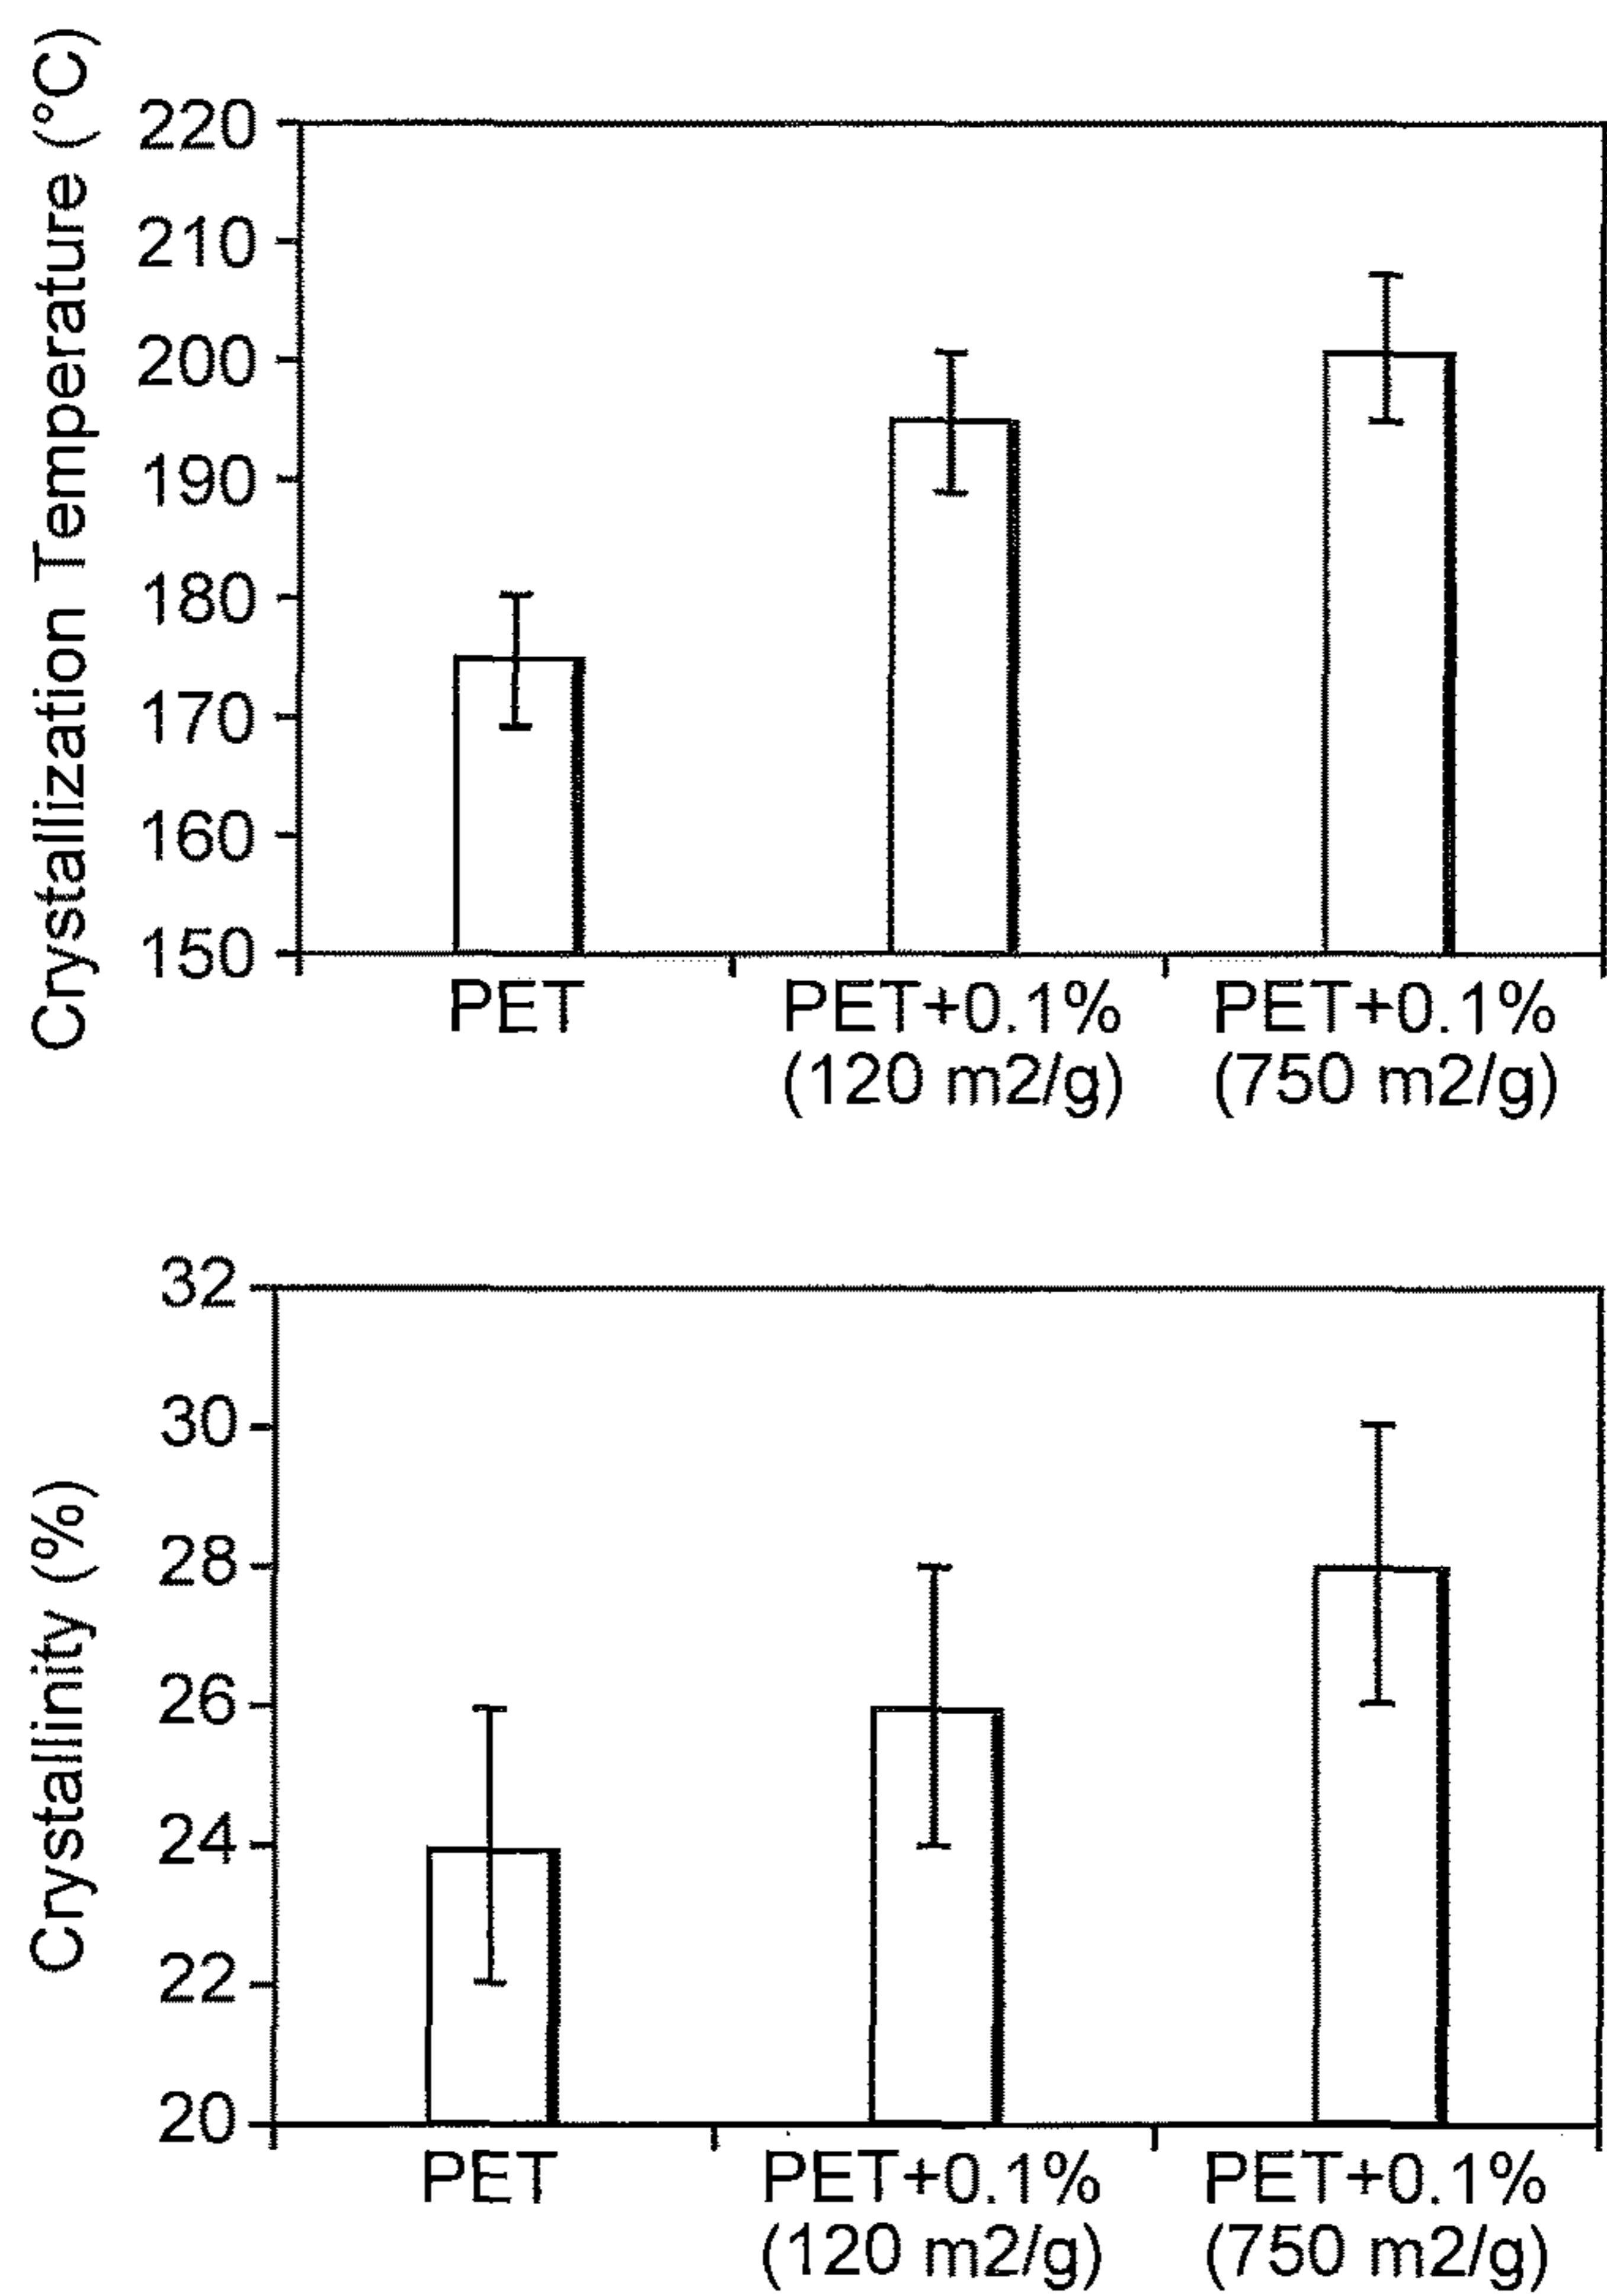 Crystallization Temperature (°C)
220
210
200
190
180
170
160
150
PET
PET+0.1%
(120 m2/g)
PET+0.1%
(750 m2/g)
Crystallinity (%)
32
30
28
26
24
22
20
PET
PET+0.1%
(120 m2/g)
PET+0.1%
(750 m2/g)